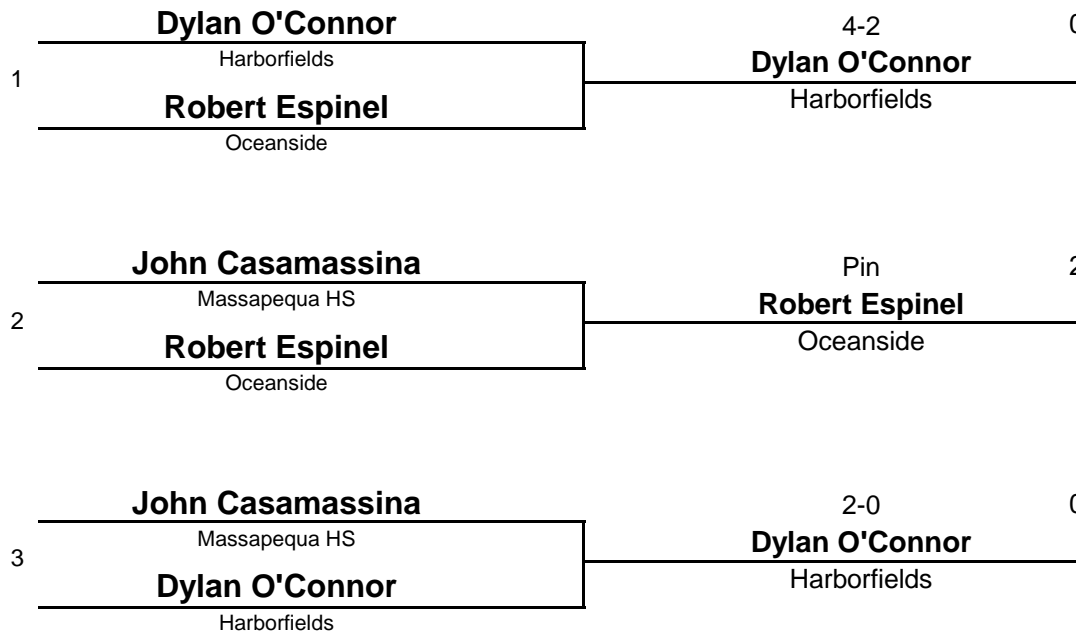 Dylan O'Connor
Harborfields
1
Robert Espinel
Oceanside
4-2
Dylan O'Connor
Harborfields
John Casamassina
Massapequa HS
2
Robert Espinel
Oceanside
Pin
Robert Espinel
Oceanside
John Casamassina
Massapequa HS
3
Dylan O'Connor
Harborfields
2-0
Dylan O'Connor
Harborfields